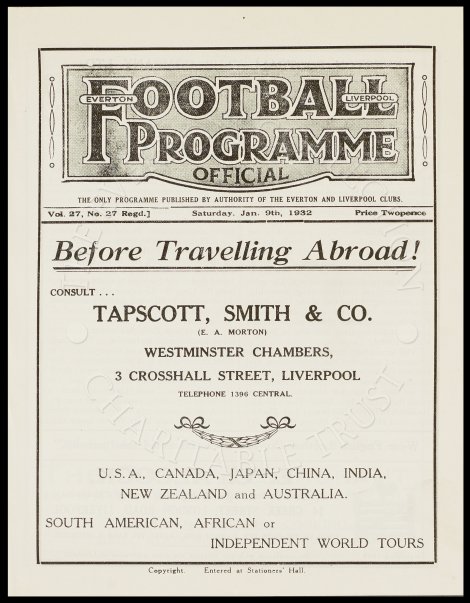 FOOTBALL
EVERTON LIVERPOOL
PROGRAMME
OFFICIAL
THE ONLY PROGRAMME PUBLISHED BY AUTHORITY OF THE EVERTON AND LIVERPOOL CLUBS.
Vol. 27, No. 27 Regd.] Saturday, Jan. 9th, 1932 Price Twopence
Before Travelling Abroad!
CONSULT . . .
TAPSCOTT, SMITH & CO.
(E. A. MORTON)
WESTMINSTER CHAMBERS,
3 CROSSHALL STREET, LIVERPOOL
TELEPHONE 1396 CENTRAL.
U.S.A., CANADA, JAPAN, CHINA, INDIA,
NEW ZEALAND and AUSTRALIA.
SOUTH AMERICAN, AFRICAN or
INDEPENDENT WORLD TOURS
Copyright. Entered at Stationers' Hall.
CHARITABLE TRUST